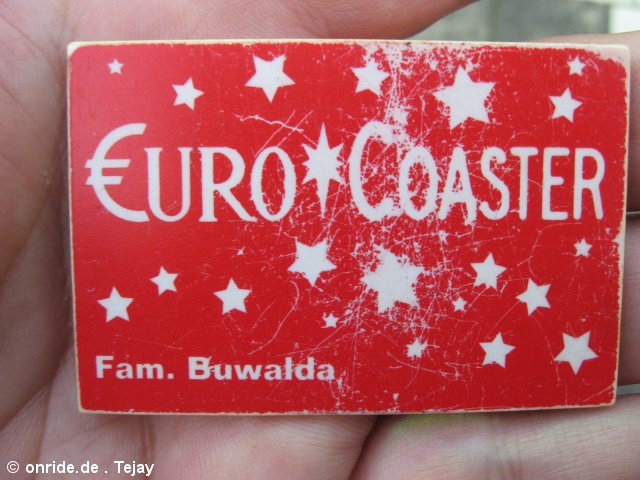 €URO COASTER
Fam. Buwalda
© onride.de . Tejay